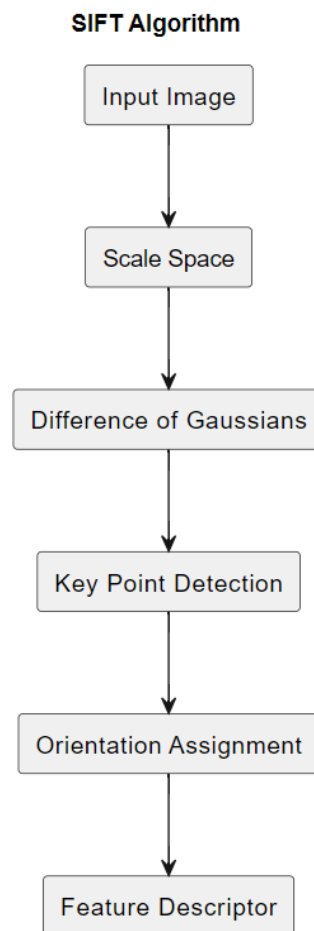 SIFT Algorithm
Input Image
Scale Space
Difference of Gaussians
Key Point Detection
Orientation Assignment
Feature Descriptor